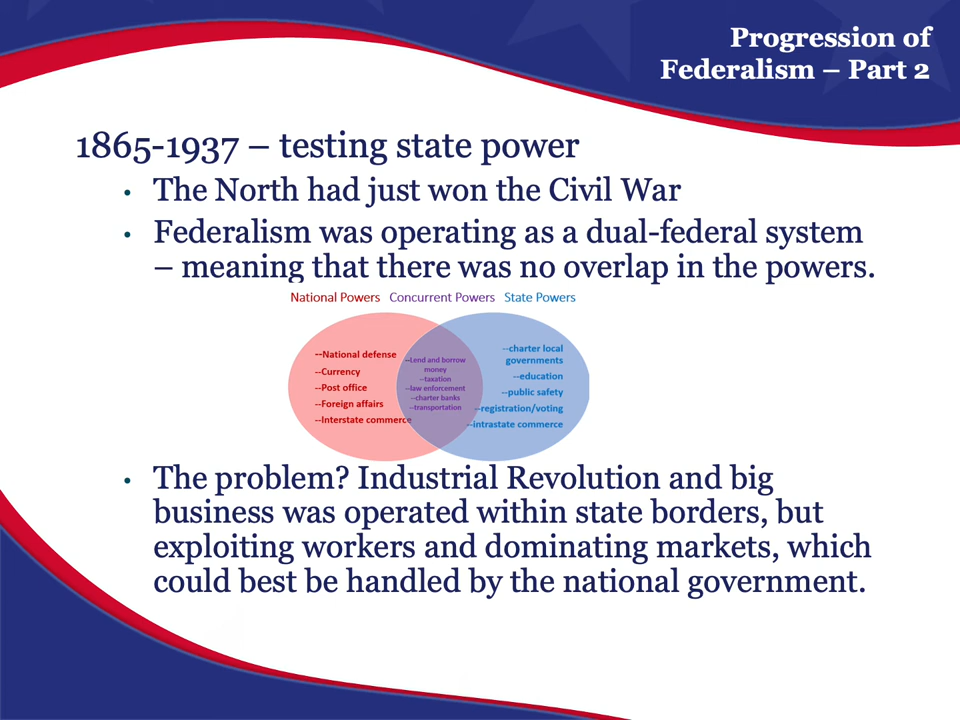 Progression of
Federalism – Part 2
1865-1937 – testing state power
• The North had just won the Civil War
• Federalism was operating as a dual-federal system
– meaning that there was no overlap in the powers.
National Powers Concurrent Powers State Powers
--National defense
--Currency
--Post office
--Foreign affairs
--Interstate commerce
--Lend and borrow
money
--taxation
--law enforcement
--charter banks
--transportation
--charter local
governments
--education
--public safety
--registration/voting
--intrastate commerce
• The problem? Industrial Revolution and big
business was operated within state borders, but
exploiting workers and dominating markets, which
could best be handled by the national government.